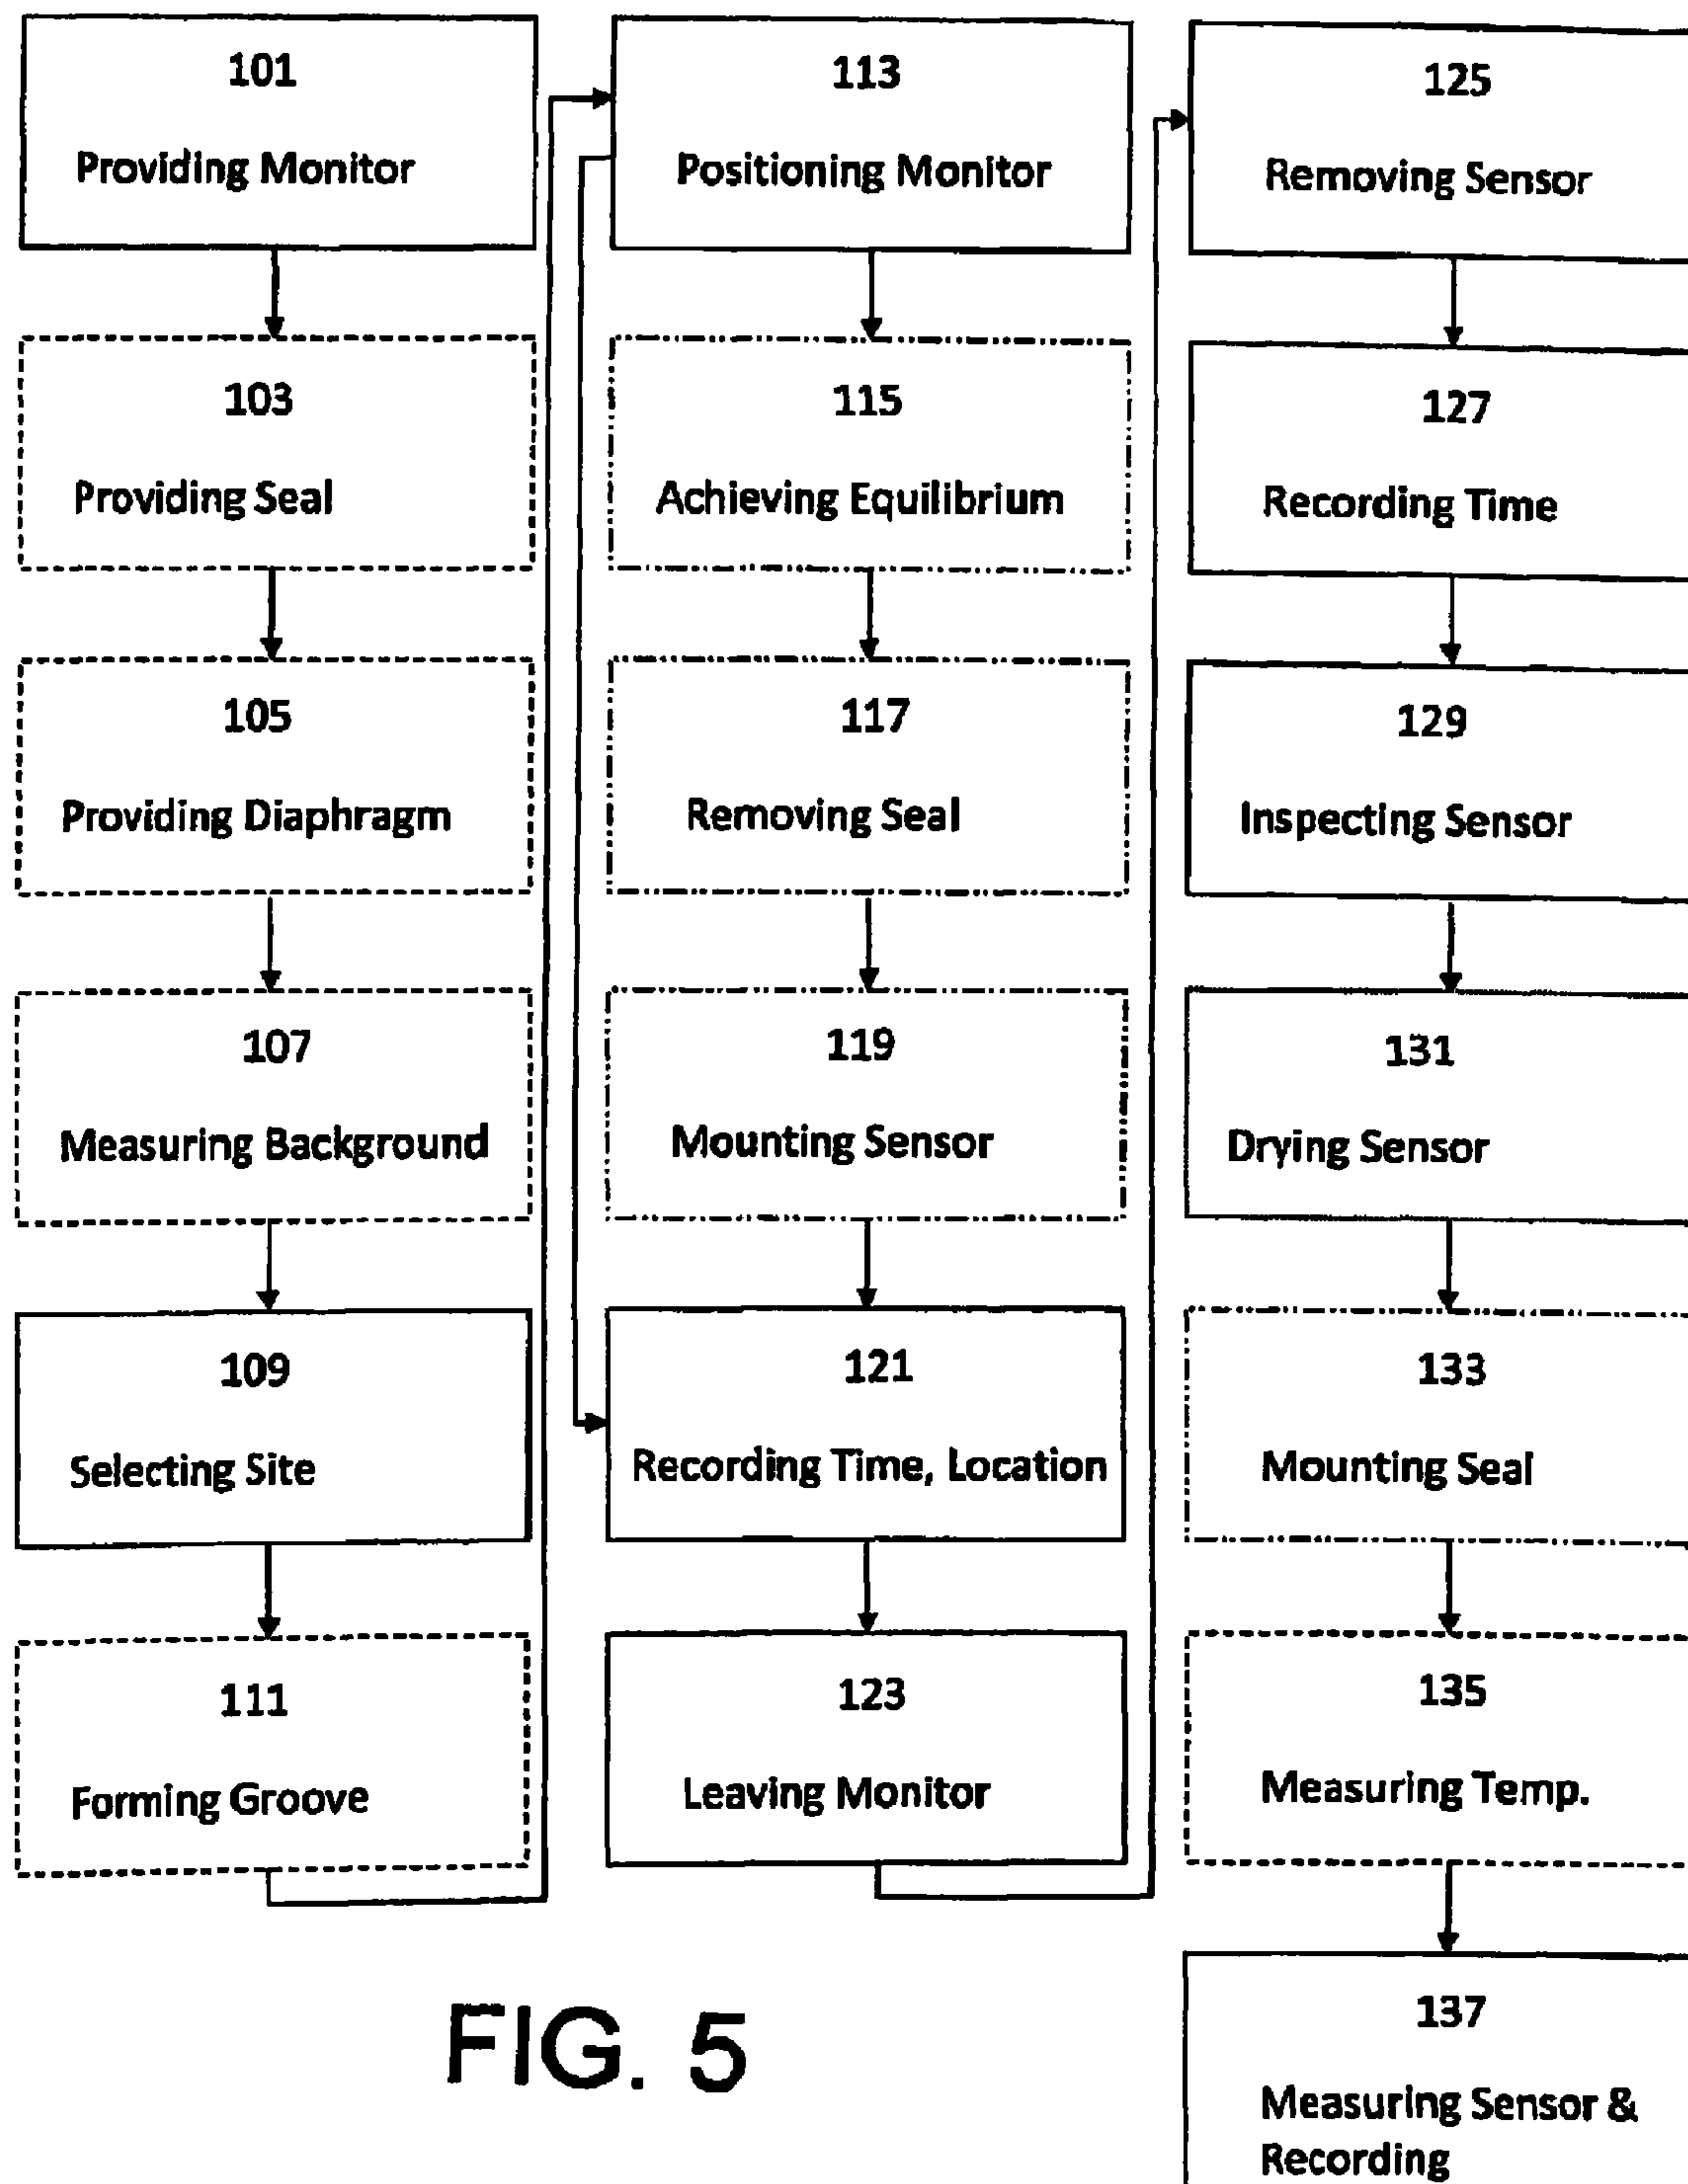 101
Providing Monitor
103
Providing Seal
105
Providing Diaphragm
107
Measuring Background
109
Selecting Site
111
Forming Groove
113
Positioning Monitor
115
Achieving Equilibrium
117
Removing Seal
119
Mounting Sensor
121
Recording Time, Location
123
Leaving Monitor
125
Removing Sensor
127
Recording Time
129
Inspecting Sensor
131
Drying Sensor
133
Mounting Seal
135
Measuring Temp.
137
Measuring Sensor &
Recording
FIG. 5